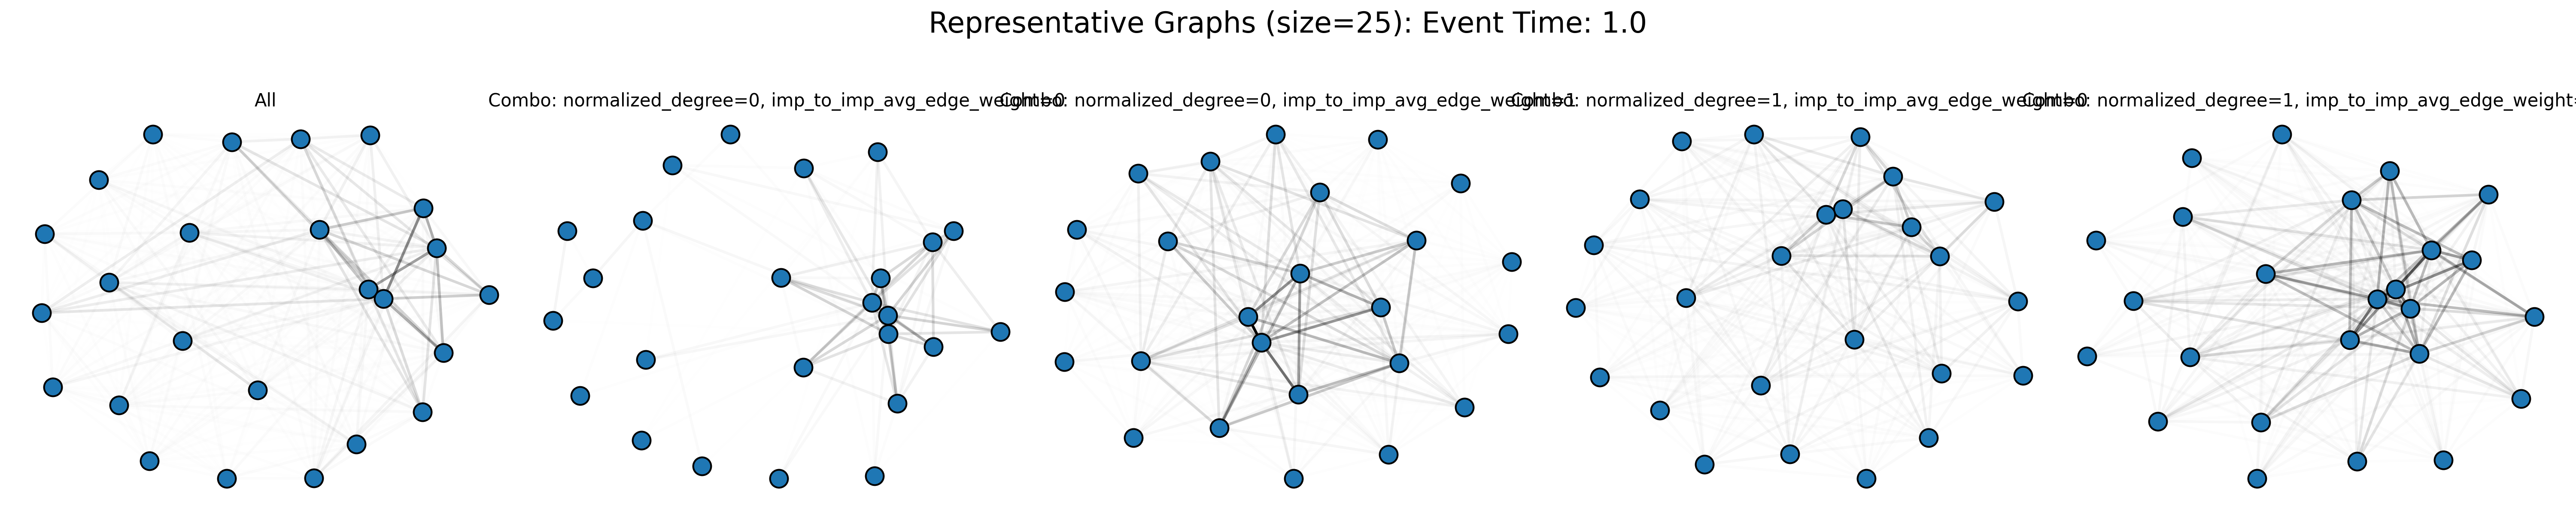 Representative Graphs (size=25): Event Time: 1.0
All
Combo: normalized_degree=0, imp_to_imp_avg_edge_weight=0
Combo: normalized_degree=0, imp_to_imp_avg_edge_weight=1
Combo: normalized_degree=1, imp_to_imp_avg_edge_weight=0
Combo: normalized_degree=1, imp_to_imp_avg_edge_weight=